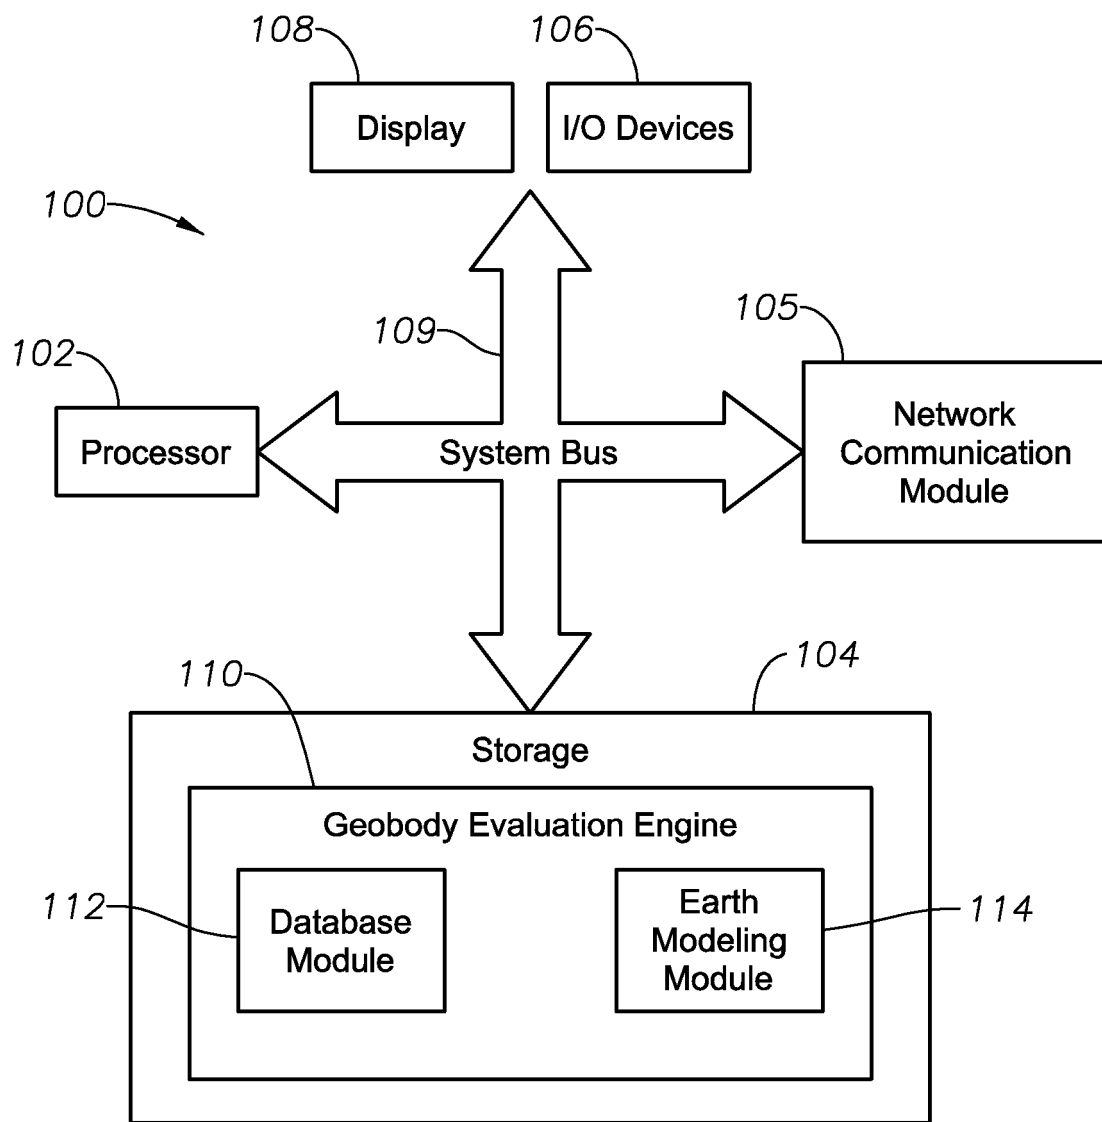 108
106
Display
I/O Devices
100
109
105
102
Processor
System Bus
Network
Communication
Module
110
104
Storage
Geobody Evaluation Engine
112
Database
Module
Earth
Modeling
Module
114